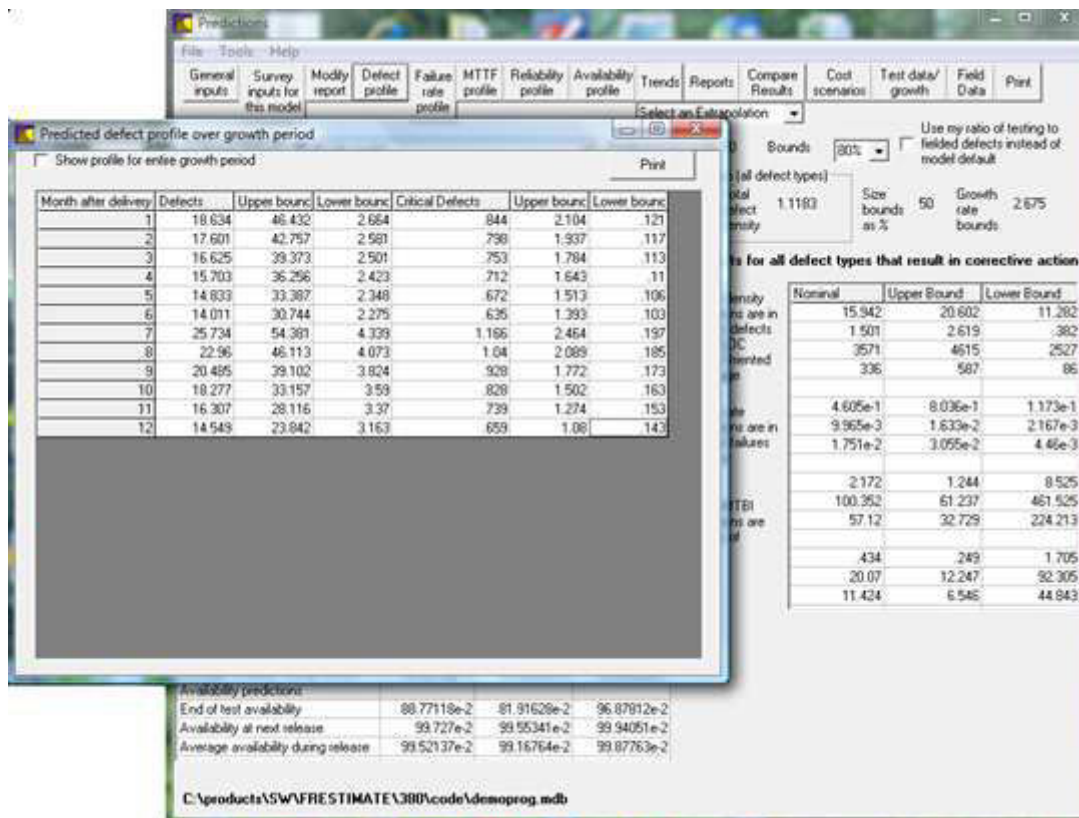 Predictions
File Tools Help
General inputs
Survey inputs for this model
Modify report
Defect profile
Failure rate profile
MTTF profile
Reliability profile
Availability profile
Trends
Reports
Compare Results
Cost scenarios
Test data/ growth
Field Data
Print
Select an Extrapolation
Predicted defect profile over growth period
Show profile for entire growth period
Print
Month after delivery Defects Upper bounc Lower bounc Critical Defects Upper bounc Lower bounc
1 18.634 46.432 2.664 .844 2.104 .121
2 17.601 42.757 2.581 .798 1.937 .117
3 16.625 39.373 2.501 .753 1.784 .113
4 15.703 36.256 2.423 .712 1.643 .11
5 14.833 33.387 2.348 .672 1.513 .106
6 14.011 30.744 2.275 .635 1.393 .103
7 25.734 54.381 4.339 1.166 2.464 .197
8 22.96 46.113 4.073 1.04 2.089 .185
9 20.485 39.102 3.824 .928 1.772 .173
10 18.277 33.157 3.59 .828 1.502 .163
11 16.307 28.116 3.37 .739 1.274 .153
12 14.549 23.842 3.163 .659 1.08 .143
0 Bounds 80%
Use my ratio of testing to fielded defects instead of model default
(all defect types)
1.1183
Size bounds as % 50
Growth rate bounds 2.675
ts for all defect types that result in corrective action
Nominal Upper Bound Lower Bound
ns are in 15.942 20.602 11.282
defects 1.501 2.619 .382
3571 4615 2527
336 587 86
4.605e-1 8.036e-1 1.173e-1
ns are in 9.965e-3 1.633e-2 2.167e-3
failures 1.751e-2 3.055e-2 4.46e-3
2.172 1.244 8.525
TBI 100.352 61.237 461.525
ns are 57.12 32.729 224.213
.434 .249 1.705
20.07 12.247 92.305
11.424 6.546 44.843
Availability predictions
End of test availability 88.77118e-2 81.91628e-2 96.87812e-2
Availability at next release 99.727e-2 99.55341e-2 99.94051e-2
Average availability during release 99.52137e-2 99.16764e-2 99.87763e-2
C:\products\SW\FRESTIMATE\380\code\demoprog.mdb